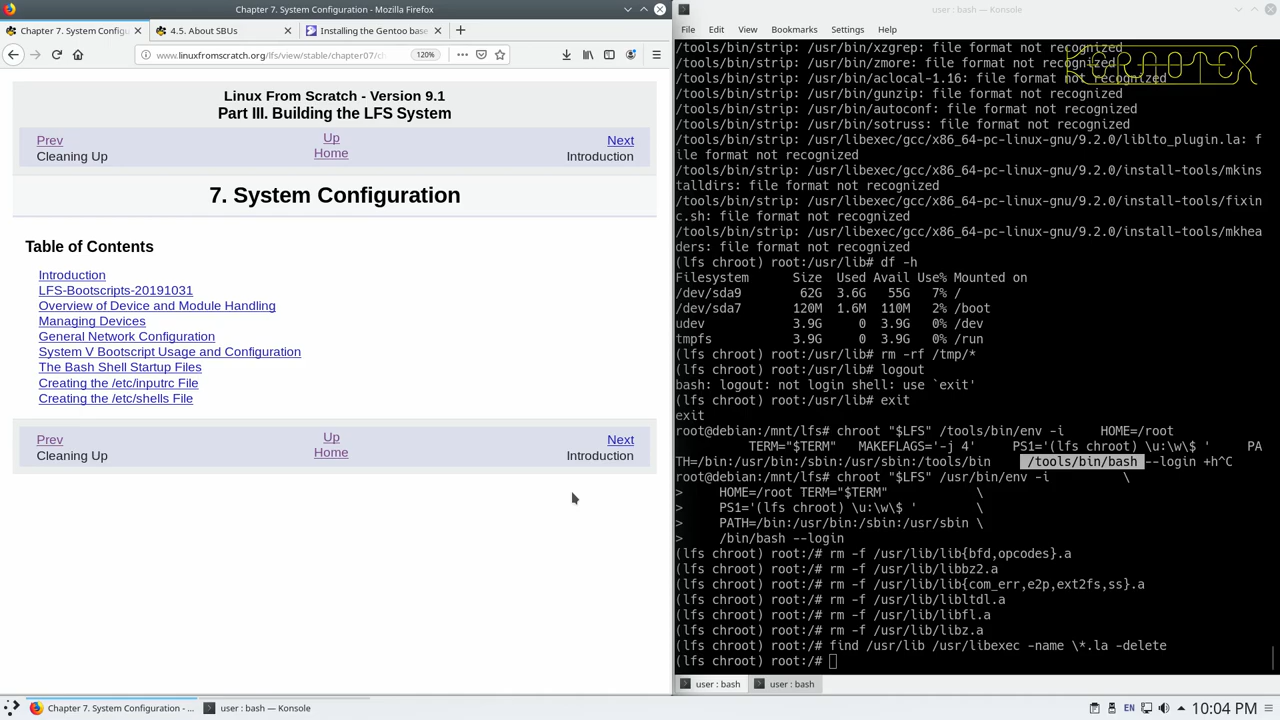 Chapter 7. System Configuration - Mozilla Firefox
Chapter 7. System Configu
4.5. About SBUs
Installing the Gentoo base
www.linuxfromscratch.org/lfs/view/stable/chapter07/c
120%
Linux From Scratch - Version 9.1
Part III. Building the LFS System
Prev Up Next
Cleaning Up Home Introduction
7. System Configuration
Table of Contents
Introduction
LFS-Bootscripts-20191031
Overview of Device and Module Handling
Managing Devices
General Network Configuration
System V Bootscript Usage and Configuration
The Bash Shell Startup Files
Creating the /etc/inputrc File
Creating the /etc/shells File
Prev Up Next
Cleaning Up Home Introduction
user : bash — Konsole
File Edit View Bookmarks Settings Help
/tools/bin/strip: /usr/bin/xzgrep: file format not recognized
/tools/bin/strip: /usr/bin/zmore: file format not recognized
/tools/bin/strip: /usr/bin/aclocal-1.16: file format not recognized
/tools/bin/strip: /usr/bin/gunzip: file format not recognized
/tools/bin/strip: /usr/bin/autoconf: file format not recognized
/tools/bin/strip: /usr/bin/sotruss: file format not recognized
/tools/bin/strip: /usr/libexec/gcc/x86_64-pc-linux-gnu/9.2.0/liblto_plugin.la: f
ile format not recognized
/tools/bin/strip: /usr/libexec/gcc/x86_64-pc-linux-gnu/9.2.0/install-tools/mkins
talldirs: file format not recognized
/tools/bin/strip: /usr/libexec/gcc/x86_64-pc-linux-gnu/9.2.0/install-tools/fixin
c.sh: file format not recognized
/tools/bin/strip: /usr/libexec/gcc/x86_64-pc-linux-gnu/9.2.0/install-tools/mkhea
ders: file format not recognized
(lfs chroot) root:/usr/lib# df -h
Filesystem Size Used Avail Use% Mounted on
/dev/sda9 62G 3.6G 55G 7% /
/dev/sda7 120M 1.6M 110M 2% /boot
udev 3.9G 0 3.9G 0% /dev
tmpfs 3.9G 0 3.9G 0% /run
(lfs chroot) root:/usr/lib# rm -rf /tmp/*
(lfs chroot) root:/usr/lib# logout
bash: logout: not login shell: use `exit'
(lfs chroot) root:/usr/lib# exit
exit
root@debian:/mnt/lfs# chroot "$LFS" /tools/bin/env -i HOME=/root
TERM="$TERM" MAKEFLAGS='-j 4' PS1='(lfs chroot) \u:\w\$ ' PA
TH=/bin:/usr/bin:/sbin:/usr/sbin:/tools/bin /tools/bin/bash --login +h^C
root@debian:/mnt/lfs# chroot "$LFS" /usr/bin/env -i \
> HOME=/root TERM="$TERM" \
> PS1='(lfs chroot) \u:\w\$ ' \
> PATH=/bin:/usr/bin:/sbin:/usr/sbin \
> /bin/bash --login
(lfs chroot) root:/# rm -f /usr/lib/lib{bfd,opcodes}.a
(lfs chroot) root:/# rm -f /usr/lib/libbz2.a
(lfs chroot) root:/# rm -f /usr/lib/lib{com_err,e2p,ext2fs,ss}.a
(lfs chroot) root:/# rm -f /usr/lib/libltdl.a
(lfs chroot) root:/# rm -f /usr/lib/libfl.a
(lfs chroot) root:/# rm -f /usr/lib/libz.a
(lfs chroot) root:/# find /usr/lib /usr/libexec -name \*.la -delete
(lfs chroot) root:/#
user : bash
user : bash
Chapter 7. System Configuration - ...
user : bash — Konsole
EN
10:04 PM